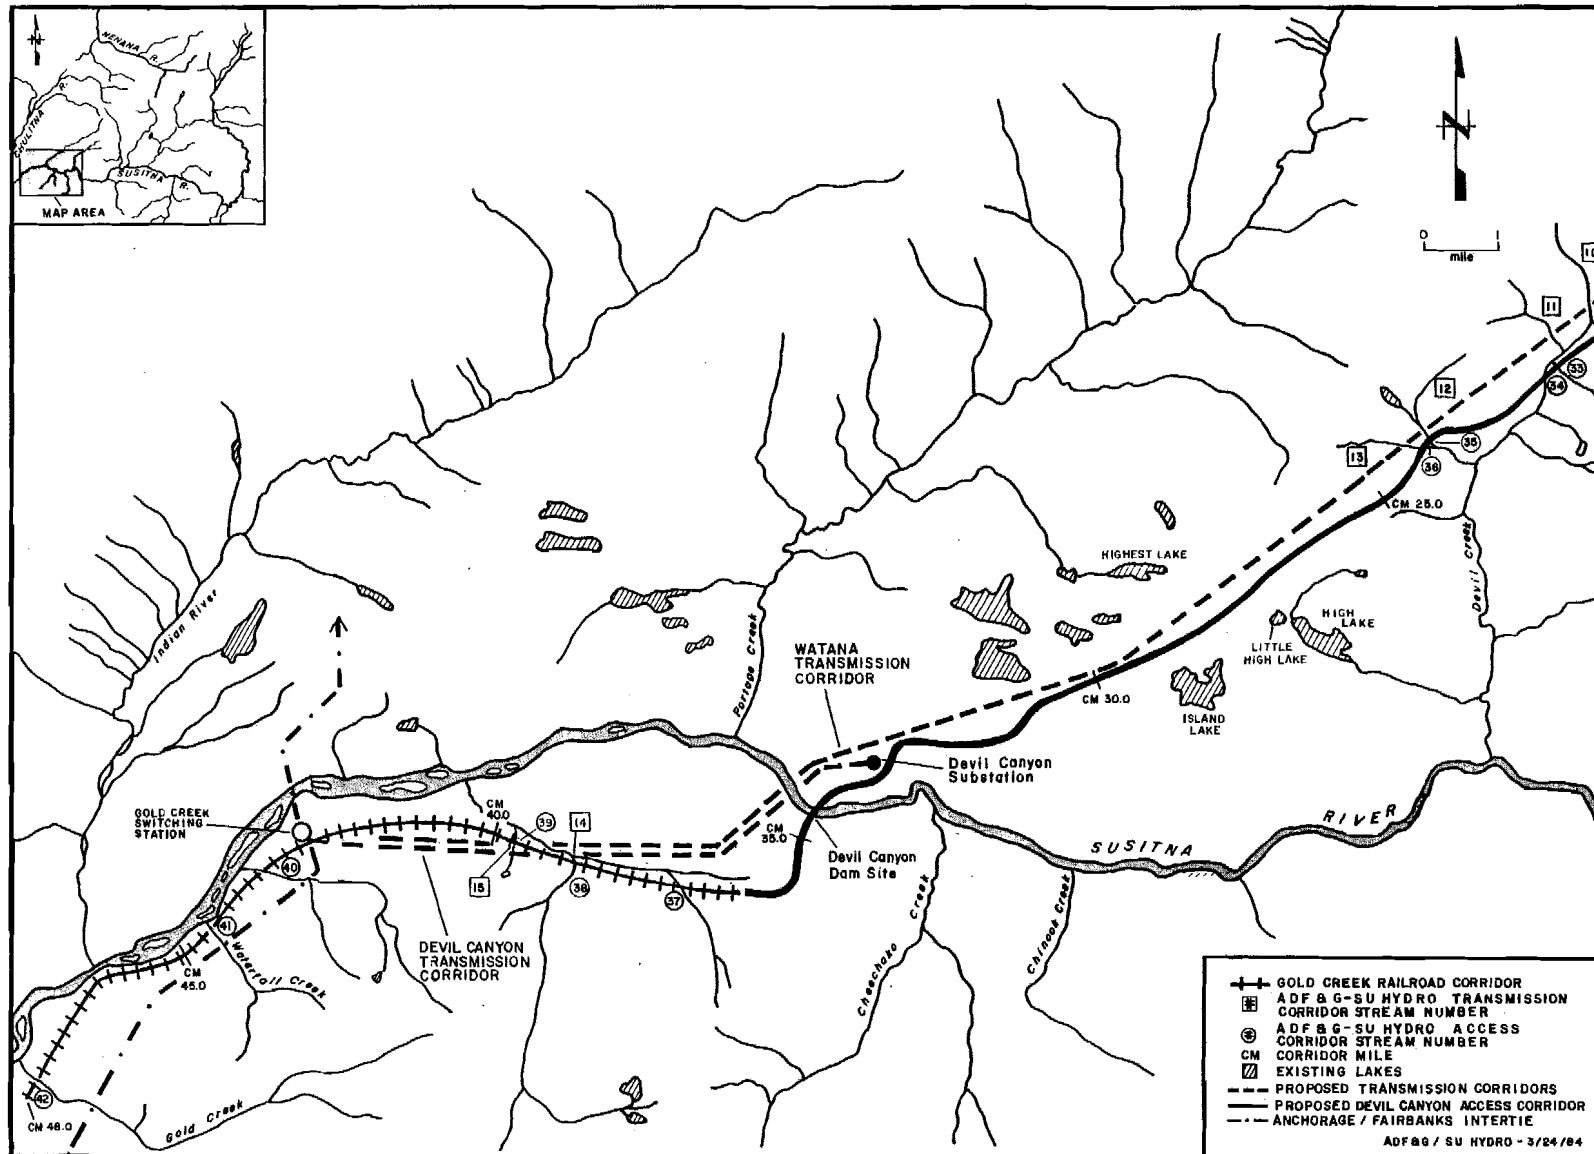 N
NENANA
R.
CHULITNA
R.
SUSITNA
R.
MAP AREA
N
0 1
mile
10
11
33
34
12
35
36
13
CM 25.0
Devil Creek
HIGHEST LAKE
HIGH
LAKE
LITTLE
HIGH LAKE
ISLAND
LAKE
CM 30.0
Indian River
Portage Creek
WATANA
TRANSMISSION
CORRIDOR
Devil Canyon
Substation
GOLD CREEK
SWITCHING
STATION
CM
40.0
39
14
CM
35.0
Devil Canyon
Dam Site
SUSITNA RIVER
40
15
38
37
41
DEVIL CANYON
TRANSMISSION
CORRIDOR
Waterfall Creek
CM
45.0
Cheechako Creek
Chinook Creek
42
CM 48.0
Gold Creek
GOLD CREEK RAILROAD CORRIDOR
ADF & G-SU HYDRO TRANSMISSION
CORRIDOR STREAM NUMBER
ADF & G-SU HYDRO ACCESS
CORRIDOR STREAM NUMBER
CM CORRIDOR MILE
EXISTING LAKES
PROPOSED TRANSMISSION CORRIDORS
PROPOSED DEVIL CANYON ACCESS CORRIDOR
ANCHORAGE / FAIRBANKS INTERTIE
ADF&G / SU HYDRO - 3/24/84